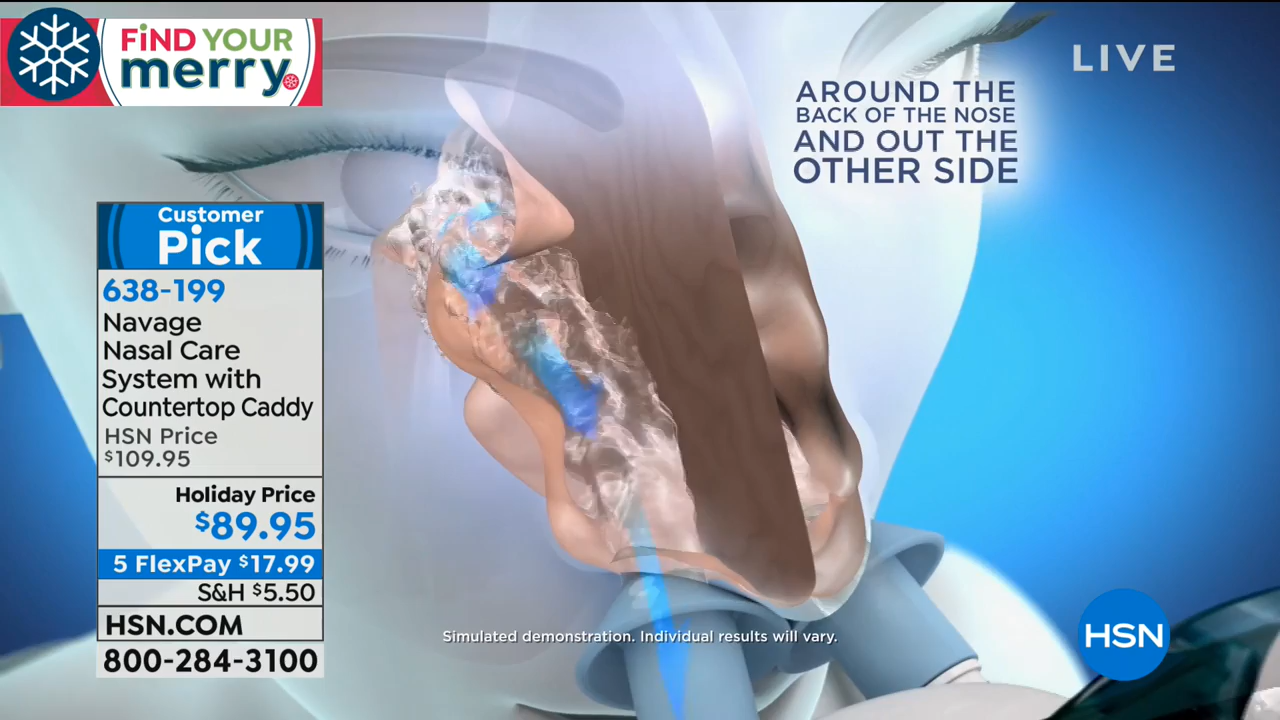 FiND YOUR
merry
LIVE
AROUND THE
BACK OF THE NOSE
AND OUT THE
OTHER SIDE
Customer
Pick
638-199
Navage
Nasal Care
System with
Countertop Caddy
HSN Price
$109.95
Holiday Price
$89.95
5 FlexPay $17.99
S&H $5.50
HSN.COM
800-284-3100
Simulated demonstration. Individual results will vary.
HSN